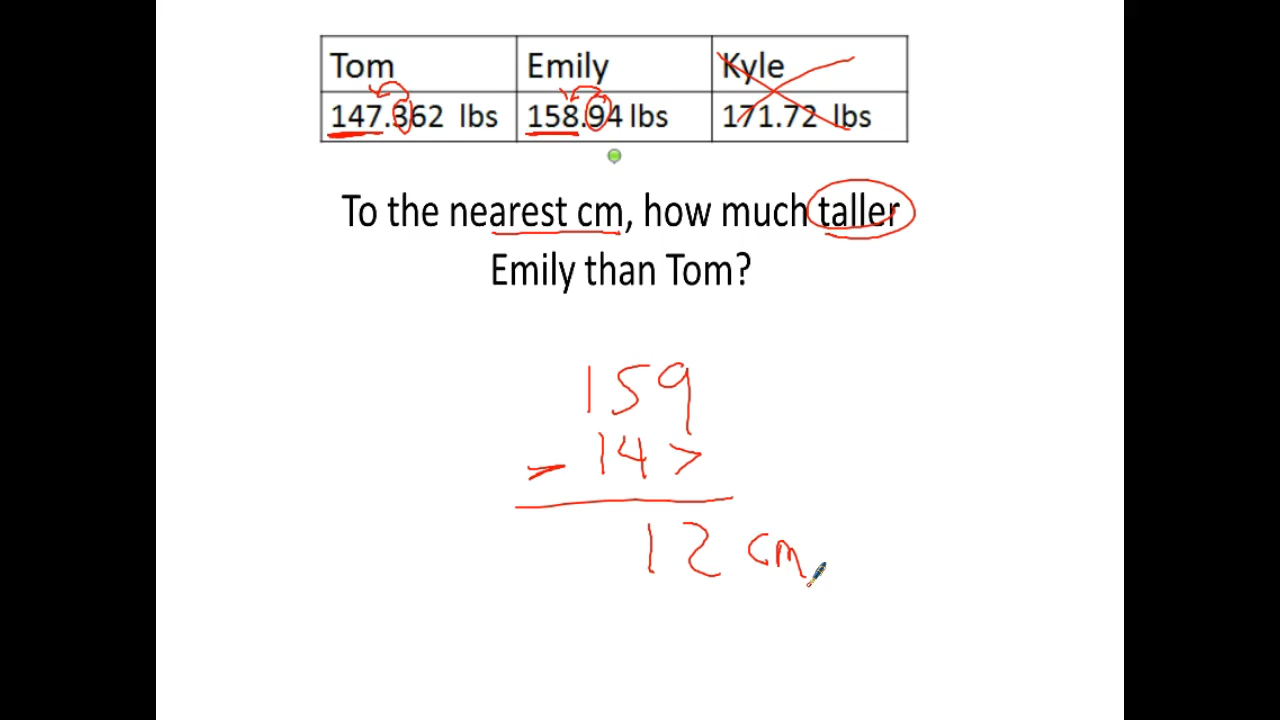 Tom Emily Kyle
147.362 lbs 158.94 lbs 171.72 lbs
To the nearest cm, how much taller
Emily than Tom?
159
- 147
12 cm